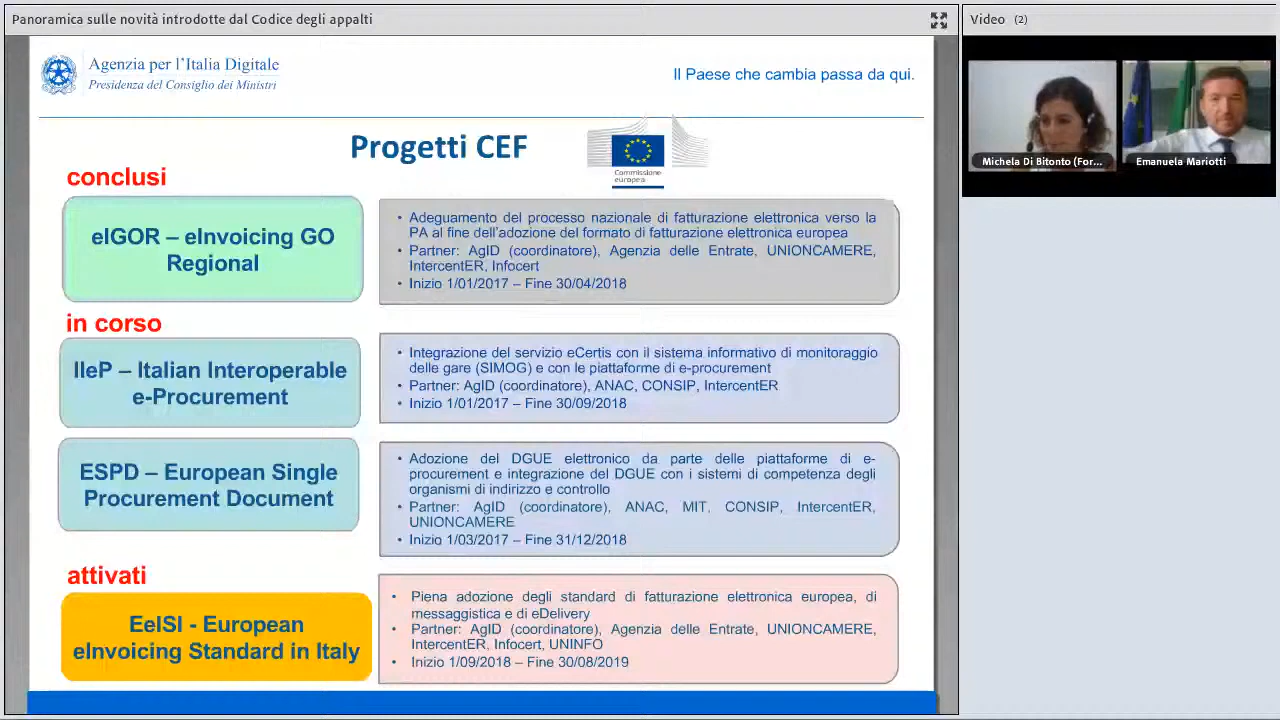 Panoramica sulle novità introdotte dal Codice degli appalti
Video (2)
Agenzia per l'Italia Digitale
Presidenza del Consiglio dei Ministri
Il Paese che cambia passa da qui.
Michela Di Bitonto (For...
Emanuela Mariotti
Progetti CEF
Commissione
europea
conclusi
eIGOR – eInvoicing GO
Regional
• Adeguamento del processo nazionale di fatturazione elettronica verso la
PA al fine dell'adozione del formato di fatturazione elettronica europea
• Partner: AgID (coordinatore), Agenzia delle Entrate, UNIONCAMERE,
IntercentER, Infocert
• Inizio 1/01/2017 – Fine 30/04/2018
in corso
IIeP – Italian Interoperable
e-Procurement
• Integrazione del servizio eCertis con il sistema informativo di monitoraggio
delle gare (SIMOG) e con le piattaforme di e-procurement
• Partner: AgID (coordinatore), ANAC, CONSIP, IntercentER
• Inizio 1/01/2017 – Fine 30/09/2018
ESPD – European Single
Procurement Document
• Adozione del DGUE elettronico da parte delle piattaforme di e-
procurement e integrazione del DGUE con i sistemi di competenza degli
organismi di indirizzo e controllo
• Partner: AgID (coordinatore), ANAC, MIT, CONSIP, IntercentER,
UNIONCAMERE
• Inizio 1/03/2017 – Fine 31/12/2018
attivati
EeISI - European
eInvoicing Standard in Italy
• Piena adozione degli standard di fatturazione elettronica europea, di
messaggistica e di eDelivery
• Partner: AgID (coordinatore), Agenzia delle Entrate, UNIONCAMERE,
IntercentER, Infocert, UNINFO
• Inizio 1/09/2018 – Fine 30/08/2019